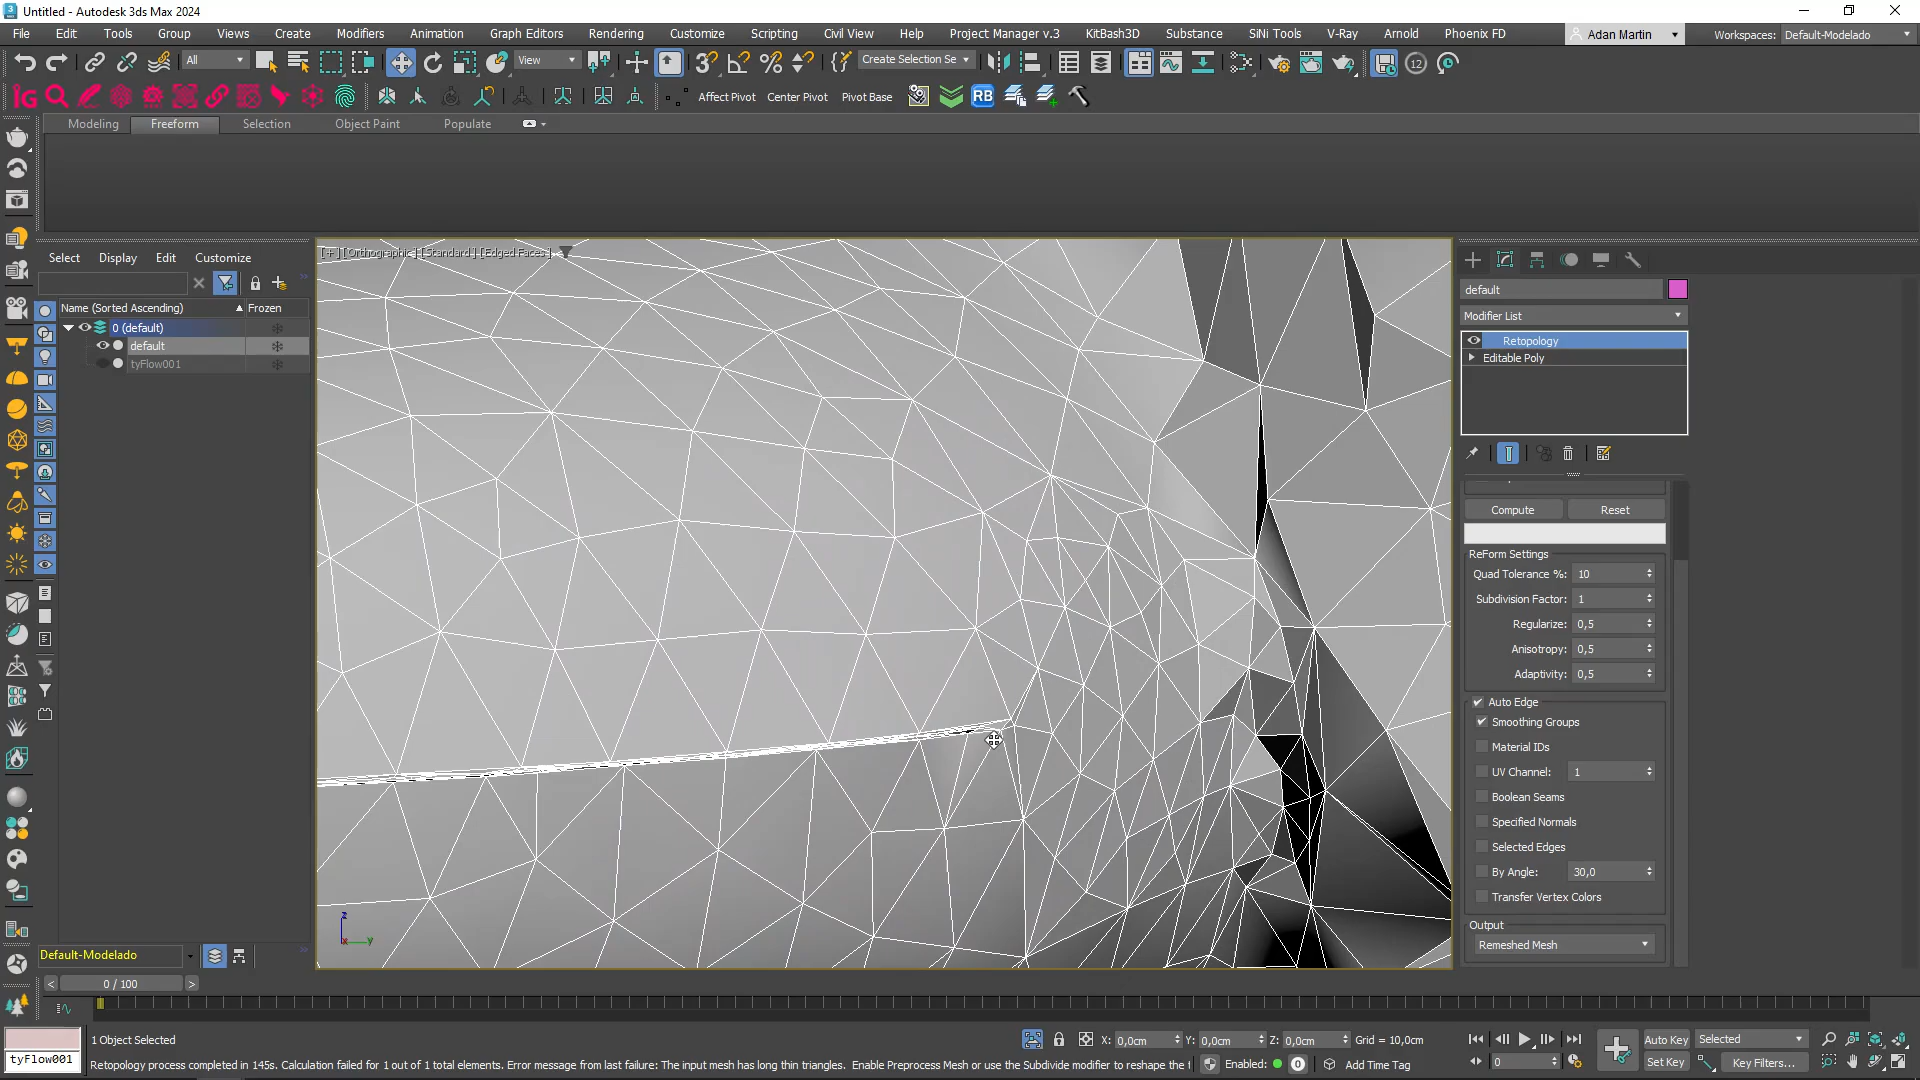 Untitled - Autodesk 3ds Max 2024
File Edit Tools Group Views Create Modifiers Animation Graph Editors Rendering Customize Scripting Civil View Help Project Manager v.3 KitBash3D Substance SiNi Tools V-Ray Arnold Phoenix FD Adan Martin Workspaces: Default-Modelado
All View Create Selection Se 12
Affect Pivot Center Pivot Pivot Base RB
Modeling Freeform Selection Object Paint Populate
[+] [Orthographic] [Standard] [Edged Faces]
Select Display Edit Customize
Name (Sorted Ascending) Frozen
0 (default)
default
tyFlow001
default
Modifier List
Retopology
Editable Poly
Compute Reset
ReForm Settings
Quad Tolerance %: 10
Subdivision Factor: 1
Regularize: 0,5
Anisotropy: 0,5
Adaptivity: 0,5
Auto Edge
Smoothing Groups
Material IDs
UV Channel: 1
Boolean Seams
Specified Normals
Selected Edges
By Angle: 30,0
Transfer Vertex Colors
Output
Remeshed Mesh
z
x y
Default-Modelado
< 0 / 100 >
tyFlow001
1 Object Selected
X: 0,0cm Y: 0,0cm Z: 0,0cm Grid = 10,0cm
Auto Key Selected
Retopology process completed in 145s. Calculation failed for 1 out of 1 total elements. Error message from last failure: The input mesh has long thin triangles. Enable Preprocess Mesh or use the Subdivide modifier to reshape the t
Enabled: 0 Add Time Tag
0
Set Key Key Filters...